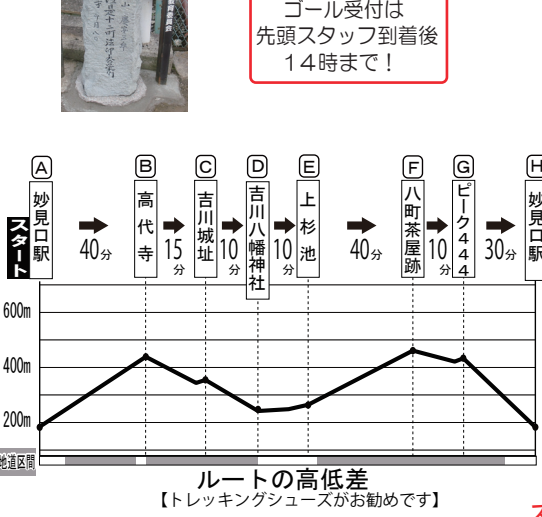 ゴール受付は
先頭スタッフ到着後
14時まで!
A B C D E F G H
スタート
妙見口駅
40分
高代寺
15分
吉川城址
10分
吉川八幡神社
10分
上杉池
40分
八町茶屋跡
10分
ピーク444
30分
妙見口駅
600m
400m
200m
地道区間
ルートの高低差
【トレッキングシューズがお勧めです】